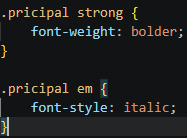 .pricipal strong {
    font-weight: bolder;
}

.pricipal em {
    font-style: italic;
}